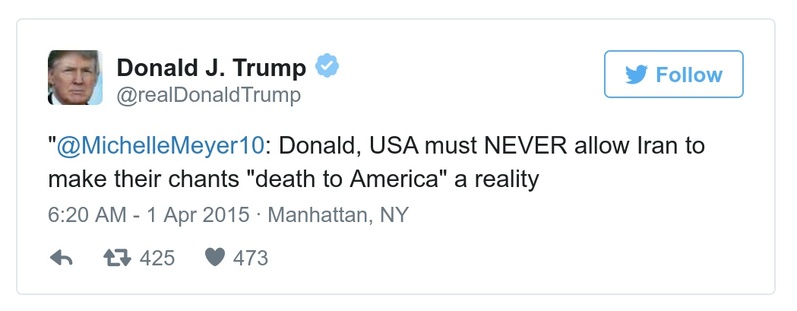 Donald J. Trump
@realDonaldTrump
Follow
"@MichelleMeyer10: Donald, USA must NEVER allow Iran to
make their chants "death to America" a reality
6:20 AM - 1 Apr 2015 · Manhattan, NY
425 473